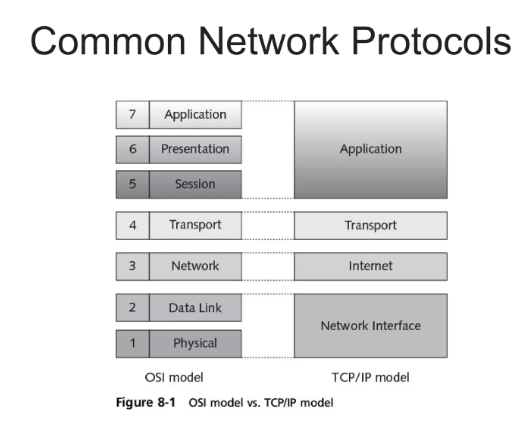 Common Network Protocols
7 Application
6 Presentation
Application
5 Session
4 Transport
Transport
3 Network
Internet
2 Data Link
Network Interface
1 Physical
OSI model
TCP/IP model
Figure 8-1 OSI model vs. TCP/IP model